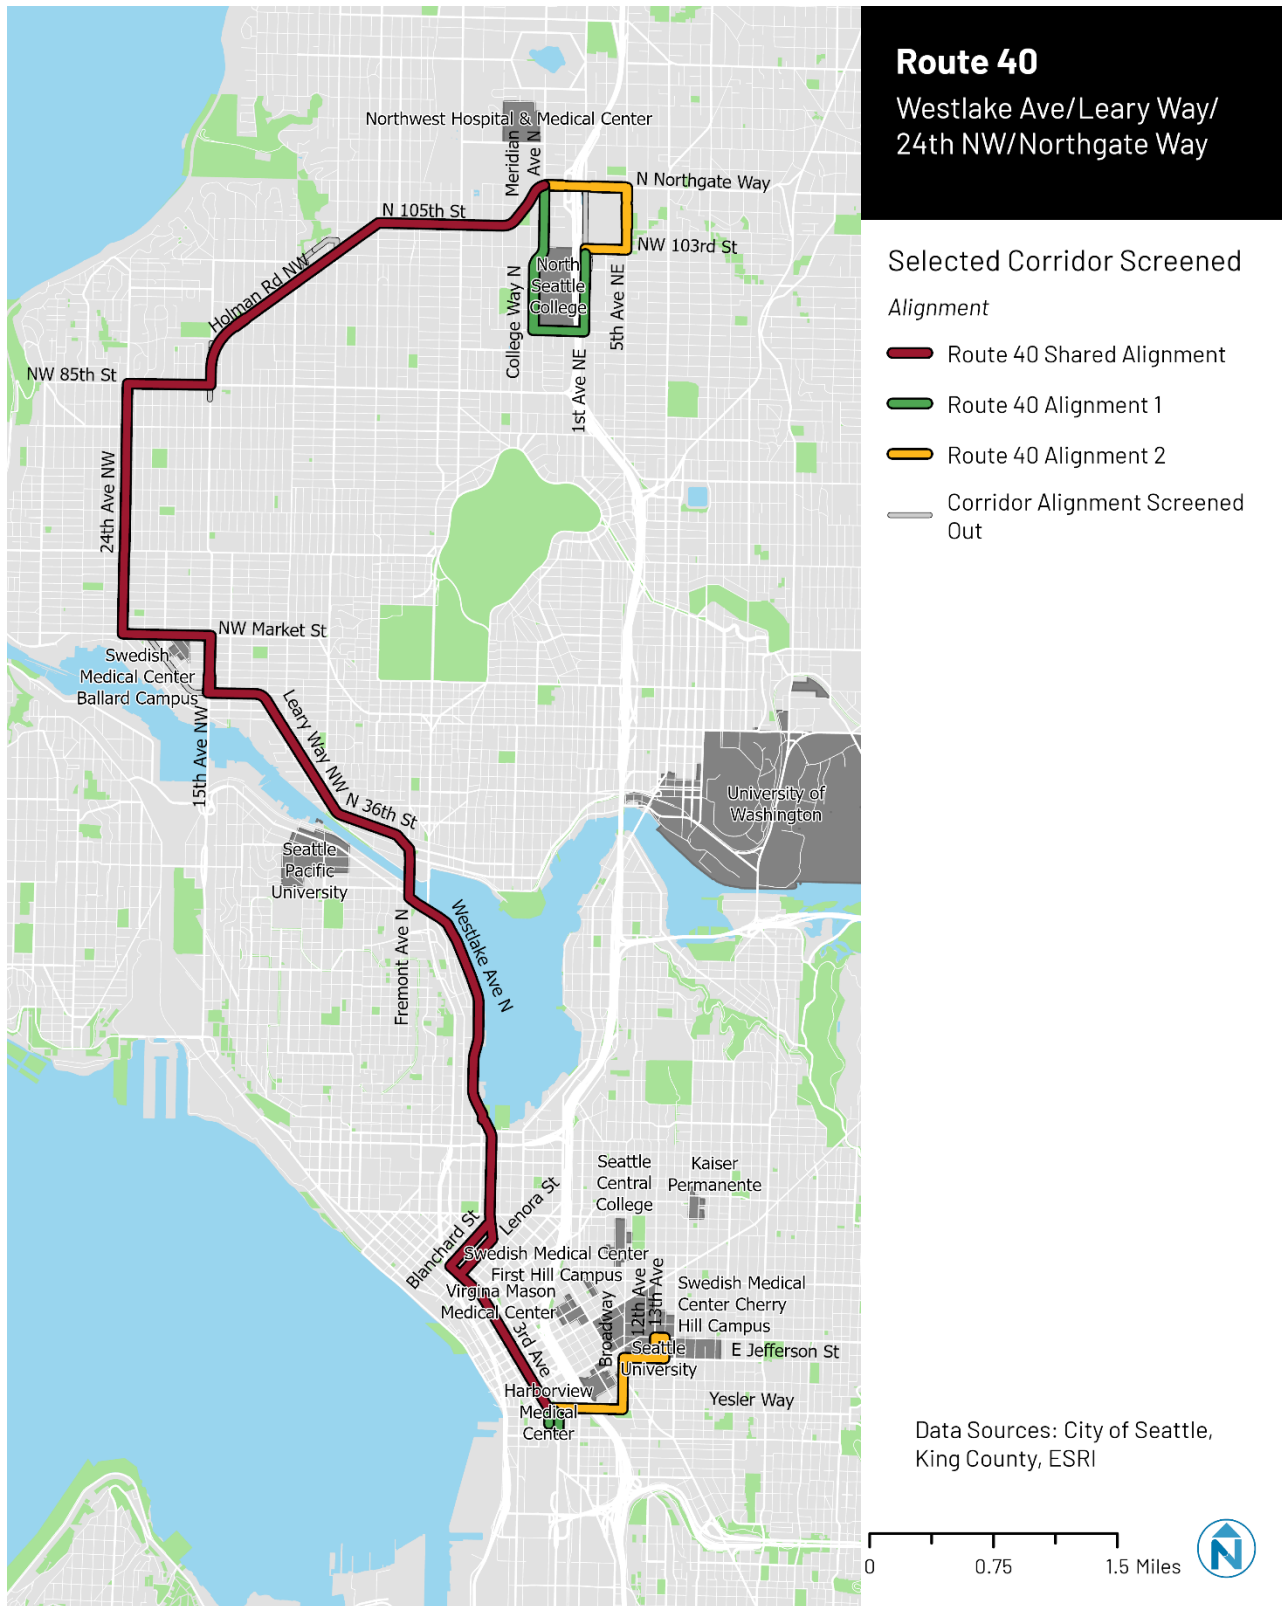 Route 40
Westlake Ave/Leary Way/
24th NW/Northgate Way
Selected Corridor Screened
Alignment
Route 40 Shared Alignment
Route 40 Alignment 1
Route 40 Alignment 2
Corridor Alignment Screened
Out
Northwest Hospital & Medical Center
Meridian
Ave N
N Northgate Way
N 105th St
NW 103rd St
North
Seattle
College
Holman Rd NW
College Way N
5th Ave NE
1st Ave NE
NW 85th St
24th Ave NW
NW Market St
Swedish
Medical Center
Ballard Campus
15th Ave NW
Leary Way NW
N 36th St
University of
Washington
Seattle
Pacific
University
Fremont Ave N
Westlake Ave N
Seattle
Central
College
Kaiser
Permanente
Lenora St
Blanchard St
Swedish Medical Center
First Hill Campus
Virgina Mason
Medical Center
Broadway
12th Ave
13th Ave
Swedish Medical
Center Cherry
Hill Campus
3rd Ave
Seattle
University
E Jefferson St
Harborview
Medical
Center
Yesler Way
Data Sources: City of Seattle,
King County, ESRI
0 0.75 1.5 Miles
N